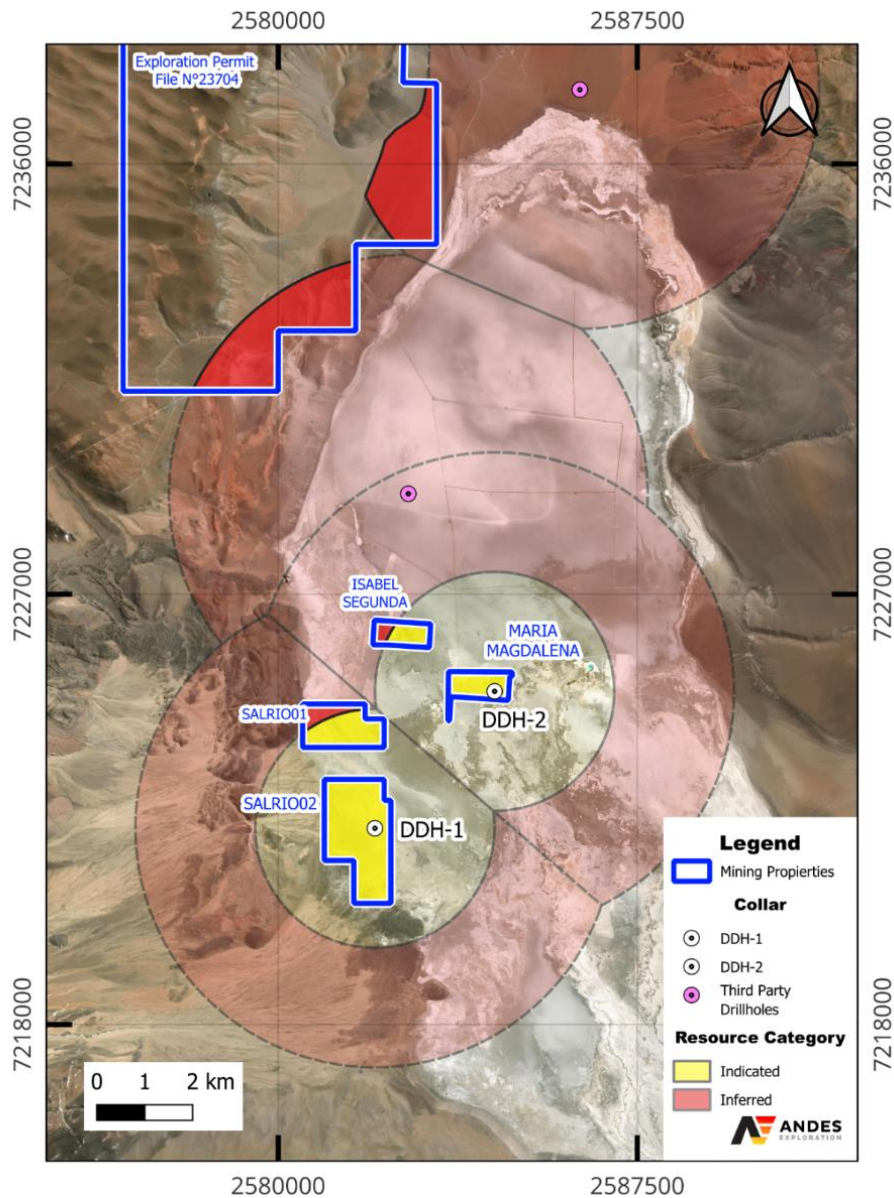 2580000
2587500
Exploration Permit
File N°23704
7236000
7236000
7227000
7227000
ISABEL
SEGUNDA
MARIA
MAGDALENA
DDH-2
SALRIO01
SALRIO02
DDH-1
7218000
7218000
Legend
Mining Propierties
Collar
DDH-1
DDH-2
Third Party
Drillholes
Resource Category
Indicated
Inferred
ANDES
EXPLORATION
0 1 2 km
2580000
2587500